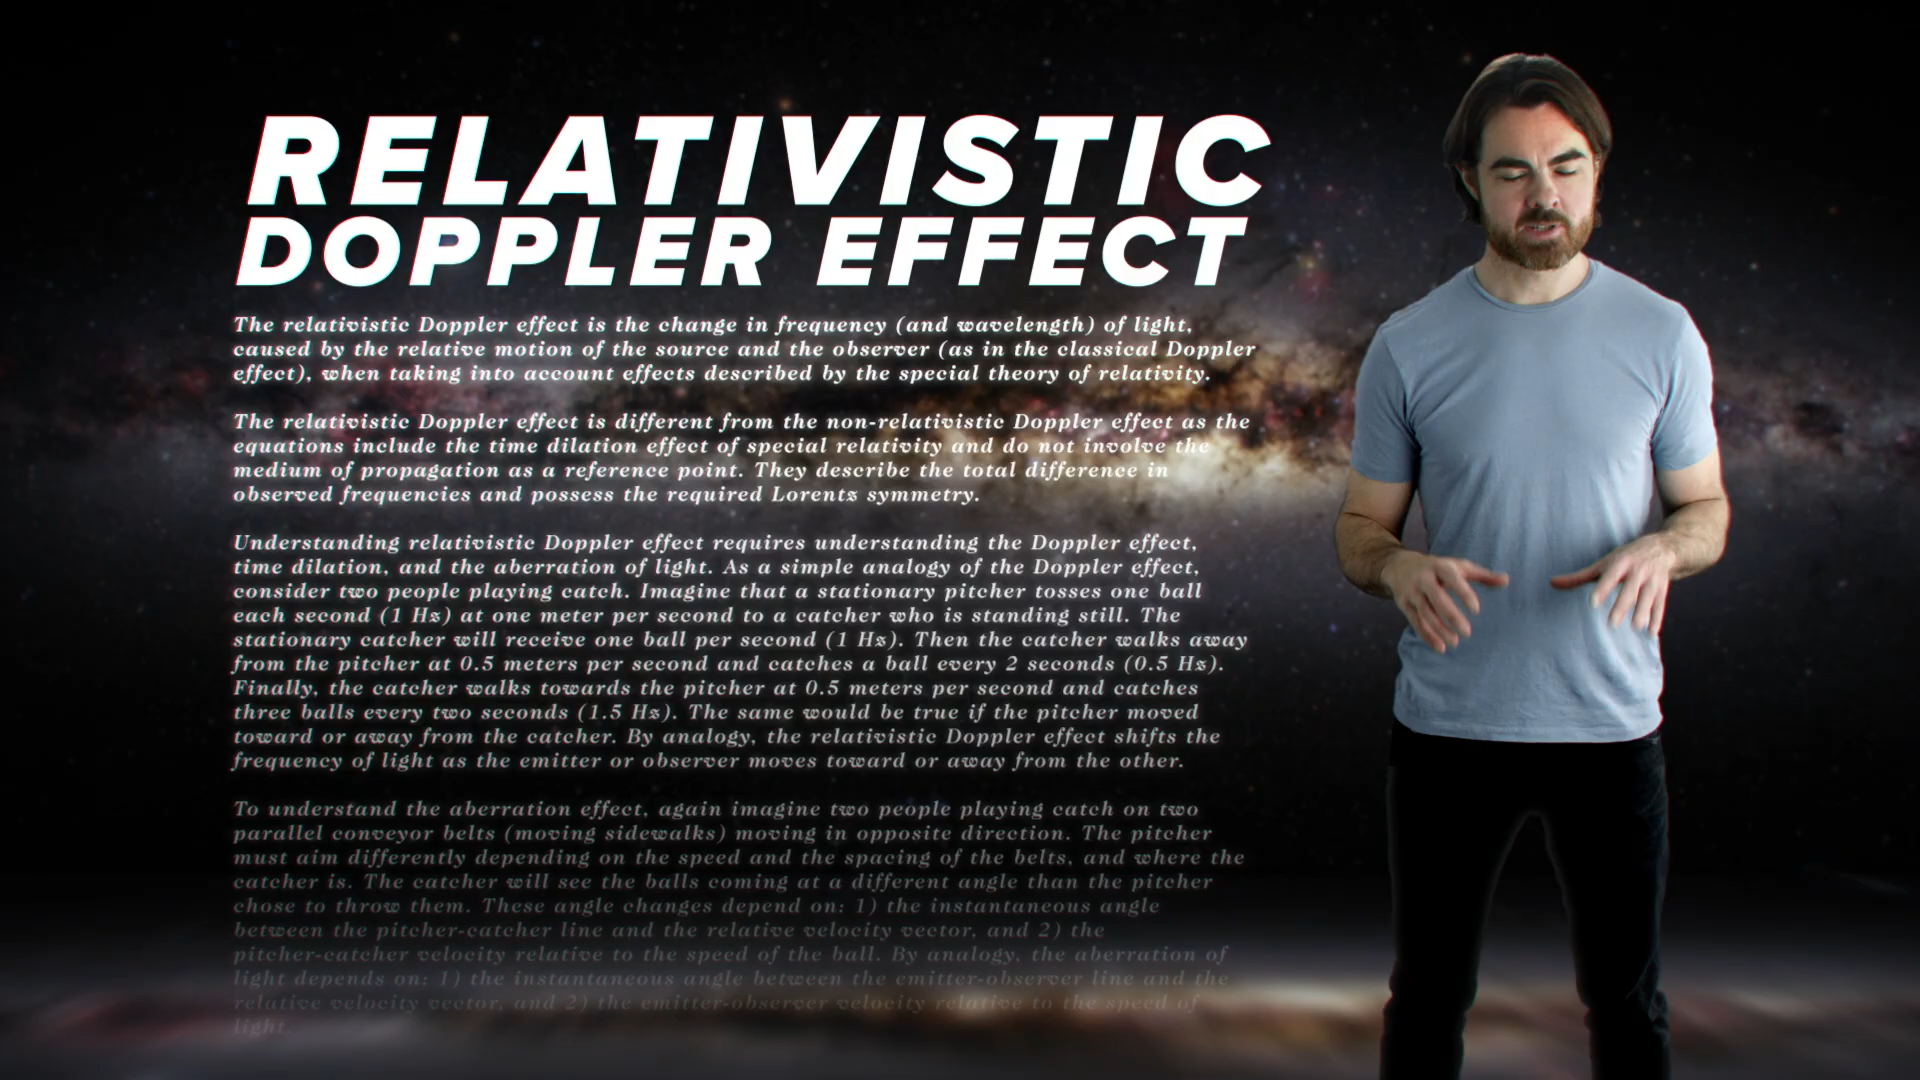 RELATIVISTIC
DOPPLER EFFECT
The relativistic Doppler effect is the change in frequency (and wavelength) of light,
caused by the relative motion of the source and the observer (as in the classical Doppler
effect), when taking into account effects described by the special theory of relativity.
The relativistic Doppler effect is different from the non-relativistic Doppler effect as the
equations include the time dilation effect of special relativity and do not involve the
medium of propagation as a reference point. They describe the total difference in
observed frequencies and possess the required Lorentz symmetry.
Understanding relativistic Doppler effect requires understanding the Doppler effect,
time dilation, and the aberration of light. As a simple analogy of the Doppler effect,
consider two people playing catch. Imagine that a stationary pitcher tosses one ball
each second (1 Hz) at one meter per second to a catcher who is standing still. The
stationary catcher will receive one ball per second (1 Hz). Then the catcher walks away
from the pitcher at 0.5 meters per second and catches a ball every 2 seconds (0.5 Hz).
Finally, the catcher walks towards the pitcher at 0.5 meters per second and catches
three balls every two seconds (1.5 Hz). The same would be true if the pitcher moved
toward or away from the catcher. By analogy, the relativistic Doppler effect shifts the
frequency of light as the emitter or observer moves toward or away from the other.
To understand the aberration effect, again imagine two people playing catch on two
parallel conveyor belts (moving sidewalks) moving in opposite direction. The pitcher
must aim differently depending on the speed and the spacing of the belts, and where the
catcher is. The catcher will see the balls coming at a different angle than the pitcher
chose to throw them. These angle changes depend on: 1) the instantaneous angle
between the pitcher-catcher line and the relative velocity vector, and 2) the
pitcher-catcher velocity relative to the speed of the ball. By analogy, the aberration of
light depends on: 1) the instantaneous angle between the emitter-observer line and the
relative velocity vector, and 2) the emitter-observer velocity relative to the speed of
light.